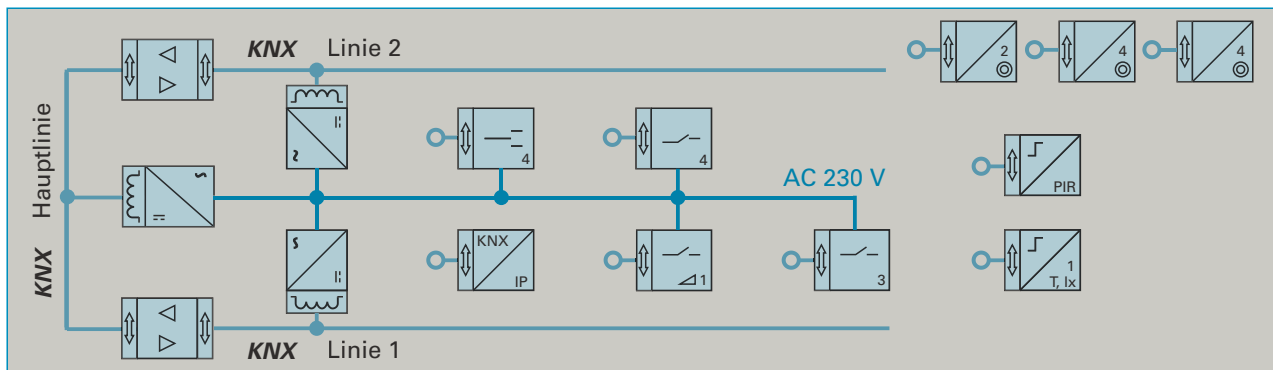 KNX Linie 2
2
4
4
Hauptlinie
KNX
4
4
AC 230 V
PIR
KNX
IP
1
3
1
T, lx
KNX Linie 1